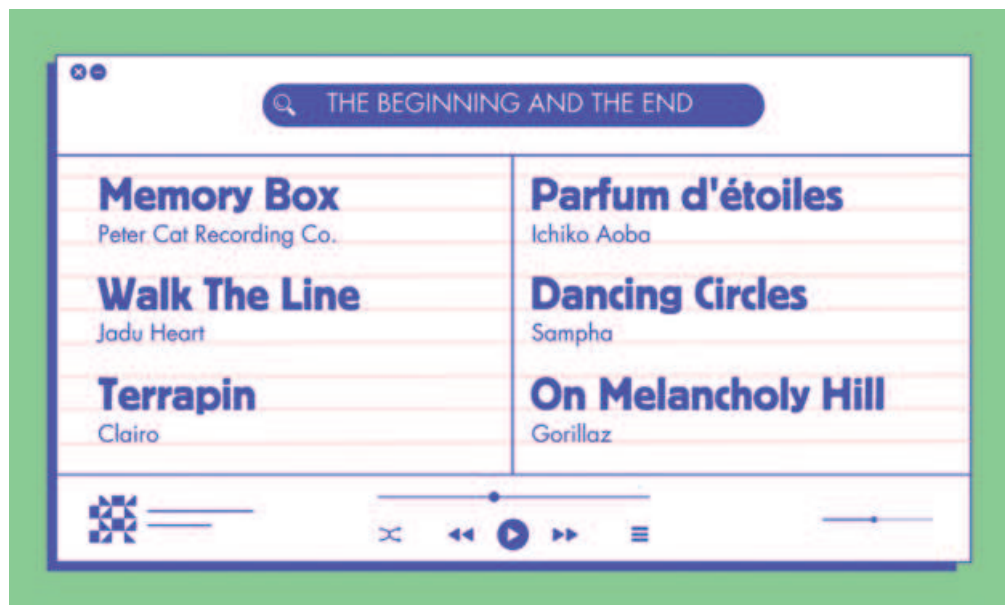 THE BEGINNING AND THE END
Memory Box
Peter Cat Recording Co.
Walk The Line
Jadu Heart
Terrapin
Clairo
Parfum d'étoiles
Ichiko Aoba
Dancing Circles
Sampha
On Melancholy Hill
Gorillaz